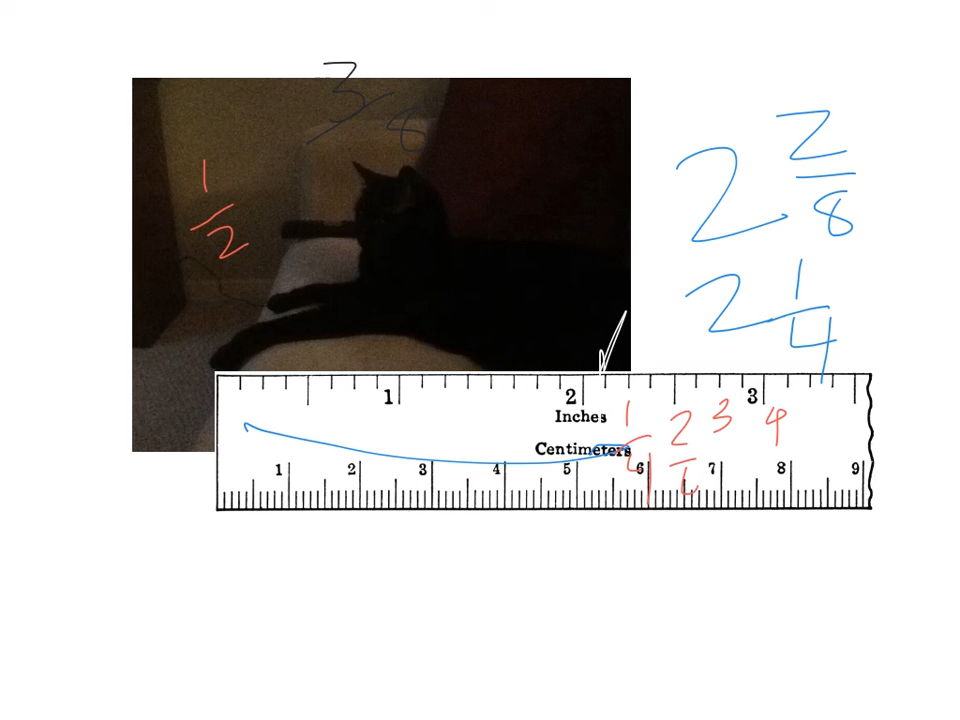 3/8
1/2
2 2/8
2 1/4
1 2 3
Inches
1/4 2/4 3 4
Centimeters
1 2 3 4 5 6 7 8 9